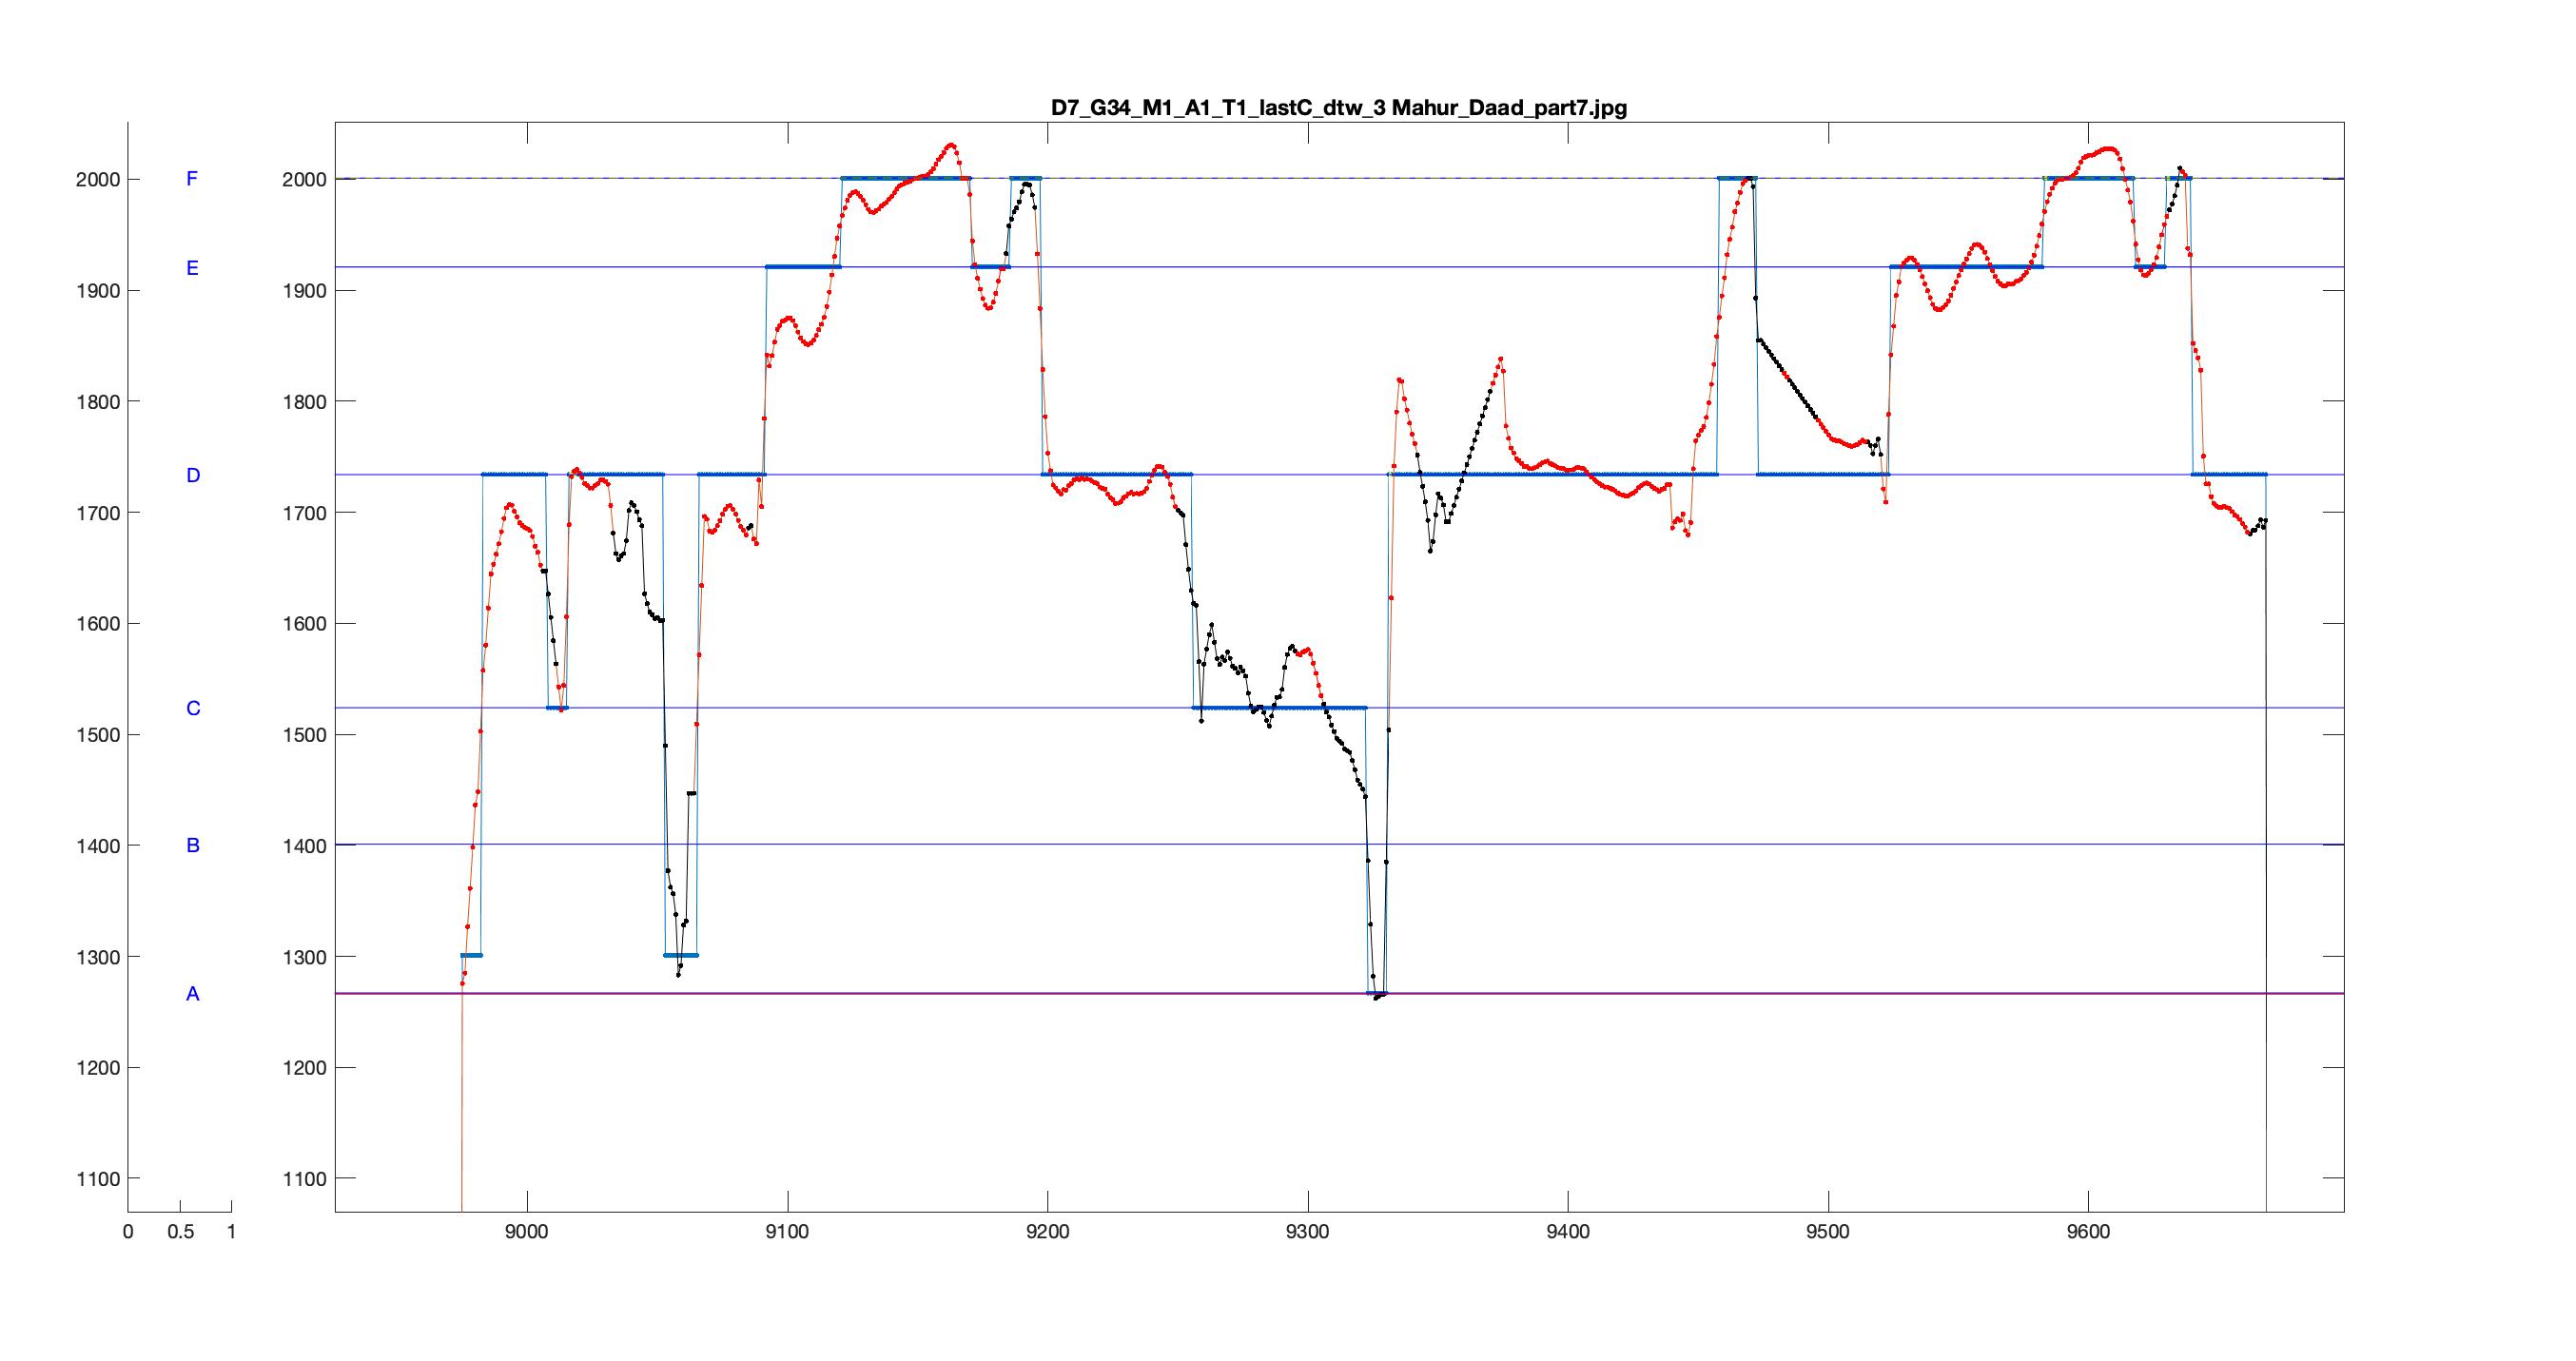 D7_G34_M1_A1_T1_lastC_dtw_3 Mahur_Daad_part7.jpg
2000 F 2000
E
1900 1900
1800 1800
D
1700 1700
1600 1600
C
1500 1500
1400 B 1400
1300 1300
A
1200 1200
1100 1100
0 0.5 1 9000 9100 9200 9300 9400 9500 9600